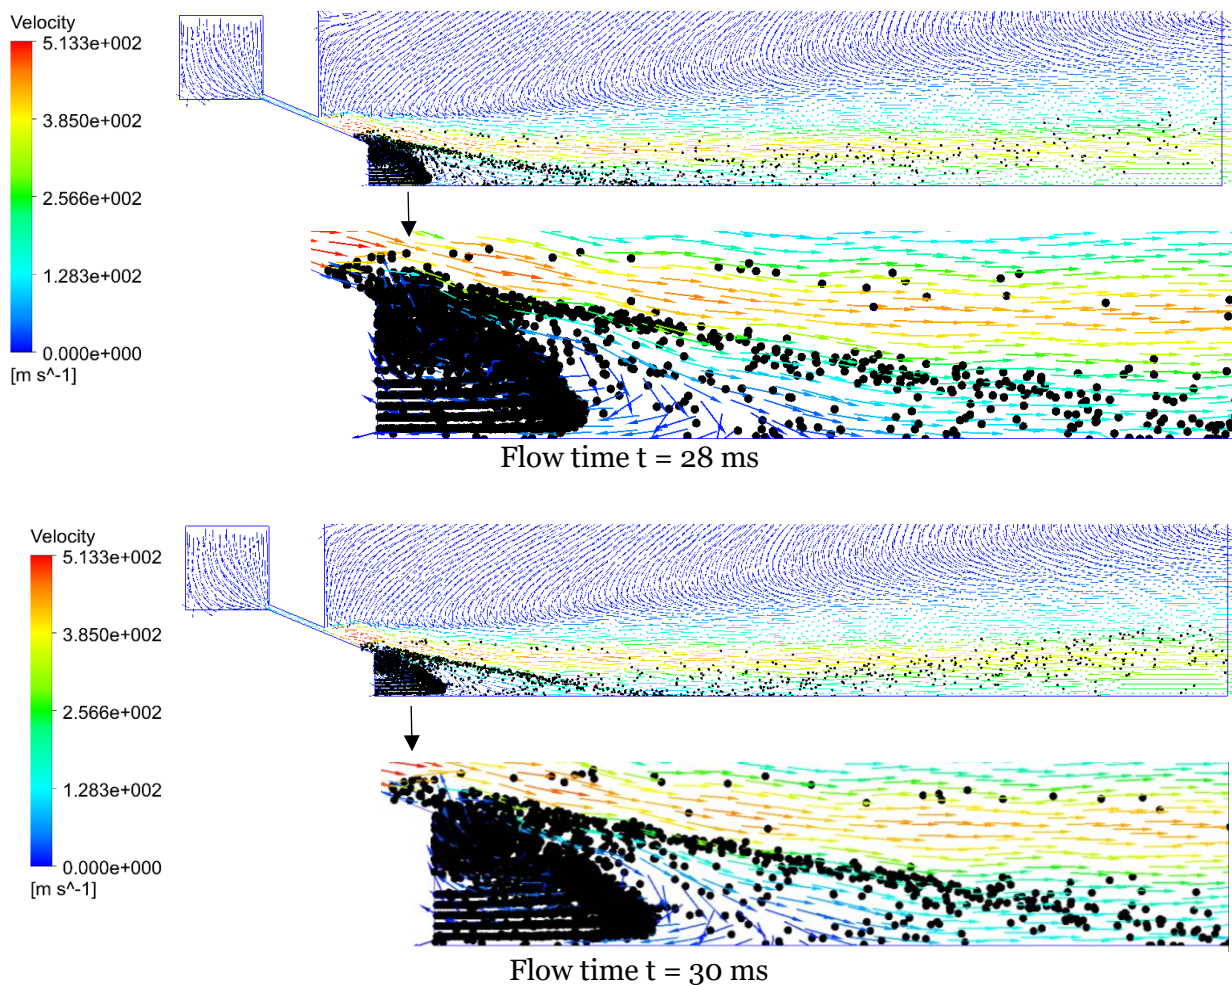 Velocity
5.133e+002
3.850e+002
2.566e+002
1.283e+002
0.000e+000
[m s^-1]
Flow time t = 28 ms
Velocity
5.133e+002
3.850e+002
2.566e+002
1.283e+002
0.000e+000
[m s^-1]
Flow time t = 30 ms